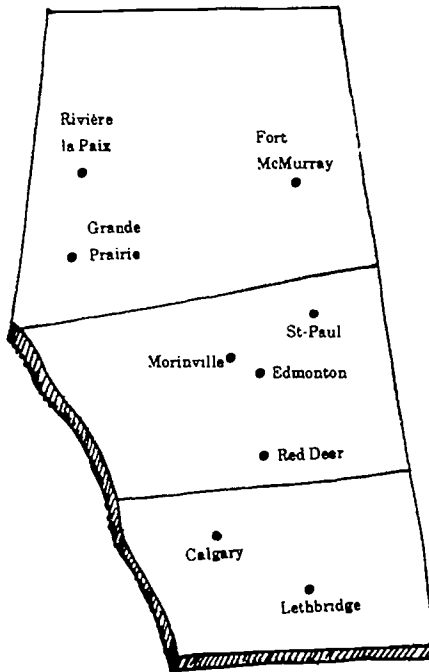 Rivière
la Paix
Fort
McMurray
Grande
Prairie
St-Paul
Morinville
Edmonton
Red Deer
Calgary
Lethbridge